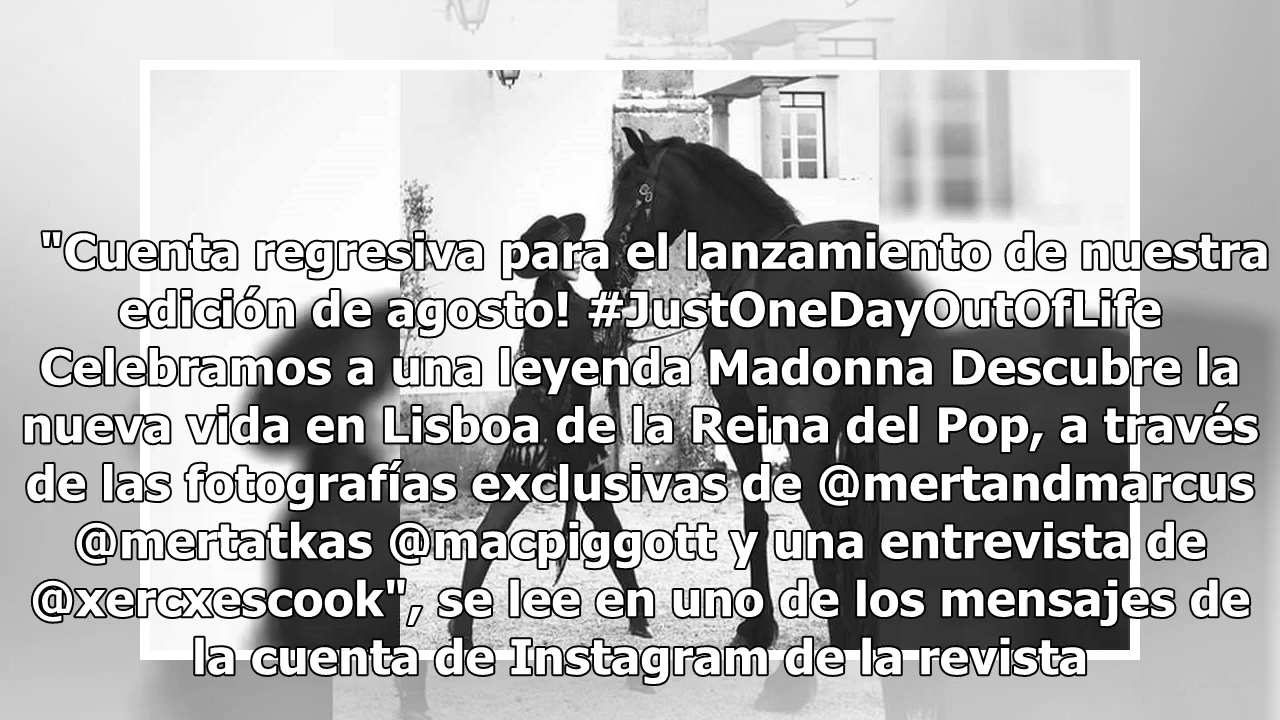 "Cuenta regresiva para el lanzamiento de nuestra
edición de agosto! #JustOneDayOutOfLife
Celebramos a una leyenda Madonna Descubre la
nueva vida en Lisboa de la Reina del Pop, a través
de las fotografías exclusivas de @mertandmarcus
@mertatkas @macpiggott y una entrevista de
@xercxescook", se lee en uno de los mensajes de
la cuenta de Instagram de la revista